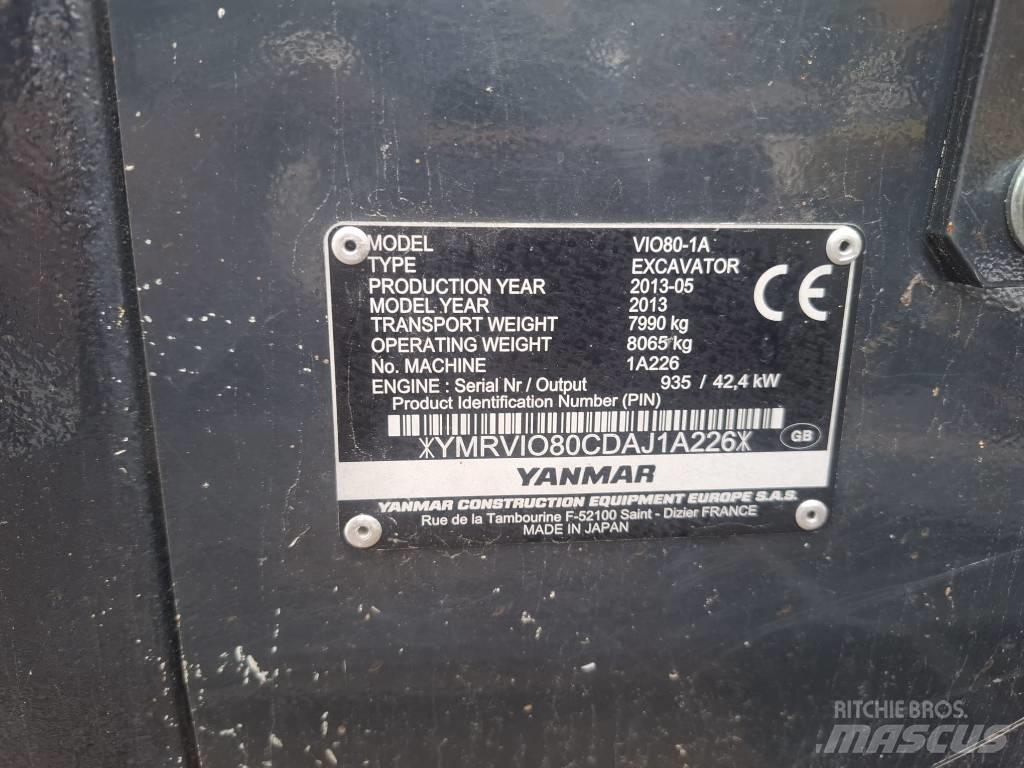 MODEL VIO80-1A
TYPE EXCAVATOR
PRODUCTION YEAR 2013-05
MODEL YEAR 2013
TRANSPORT WEIGHT 7990 kg
OPERATING WEIGHT 8065 kg
No. MACHINE 1A226
ENGINE : Serial Nr / Output 935 / 42,4 kW
Product Identification Number (PIN)
CE
*YMRVIO80CDAJ1A226*
GB
YANMAR
YANMAR CONSTRUCTION EQUIPMENT EUROPE S.A.S.
Rue de la Tambourine F-52100 Saint - Dizier FRANCE
MADE IN JAPAN
RITCHIE BROS.
MASCUS